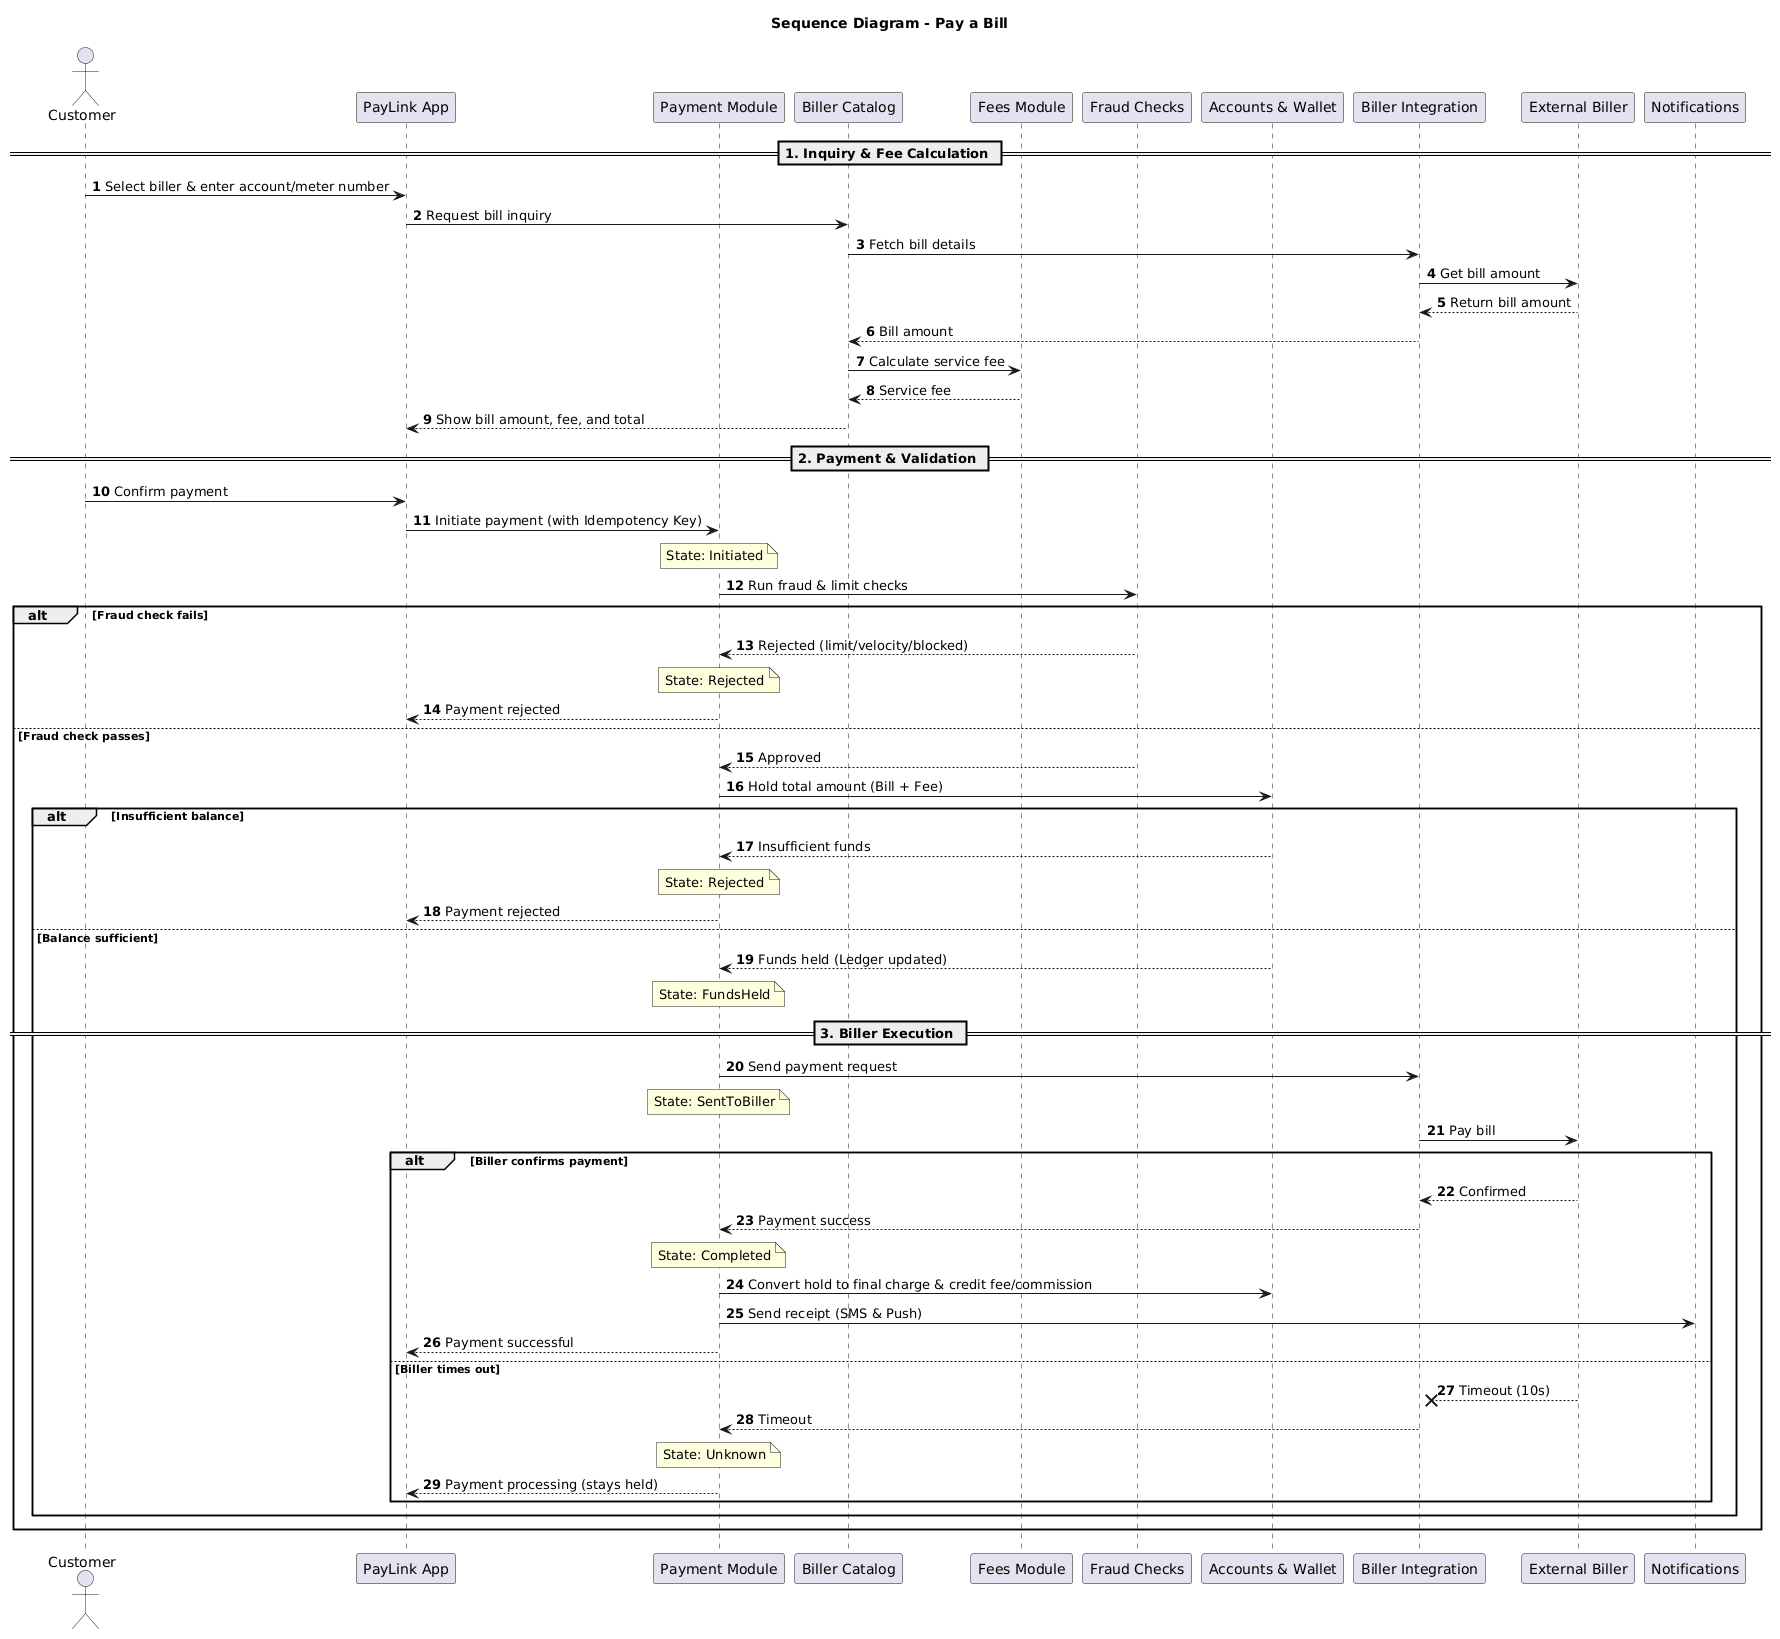 Sequence Diagram - Pay a Bill
Customer
PayLink App
Payment Module
Biller Catalog
Fees Module
Fraud Checks
Accounts & Wallet
Biller Integration
External Biller
Notifications
1. Inquiry & Fee Calculation
1 Select biller & enter account/meter number
2 Request bill inquiry
3 Fetch bill details
4 Get bill amount
5 Return bill amount
6 Bill amount
7 Calculate service fee
8 Service fee
9 Show bill amount, fee, and total
2. Payment & Validation
10 Confirm payment
11 Initiate payment (with Idempotency Key)
State: Initiated
12 Run fraud & limit checks
alt [Fraud check fails]
13 Rejected (limit/velocity/blocked)
State: Rejected
14 Payment rejected
[Fraud check passes]
15 Approved
16 Hold total amount (Bill + Fee)
alt [Insufficient balance]
17 Insufficient funds
State: Rejected
18 Payment rejected
[Balance sufficient]
19 Funds held (Ledger updated)
State: FundsHeld
3. Biller Execution
20 Send payment request
State: SentToBiller
21 Pay bill
alt [Biller confirms payment]
22 Confirmed
23 Payment success
State: Completed
24 Convert hold to final charge & credit fee/commission
25 Send receipt (SMS & Push)
26 Payment successful
[Biller times out]
27 Timeout (10s)
28 Timeout
State: Unknown
29 Payment processing (stays held)
Customer
PayLink App
Payment Module
Biller Catalog
Fees Module
Fraud Checks
Accounts & Wallet
Biller Integration
External Biller
Notifications